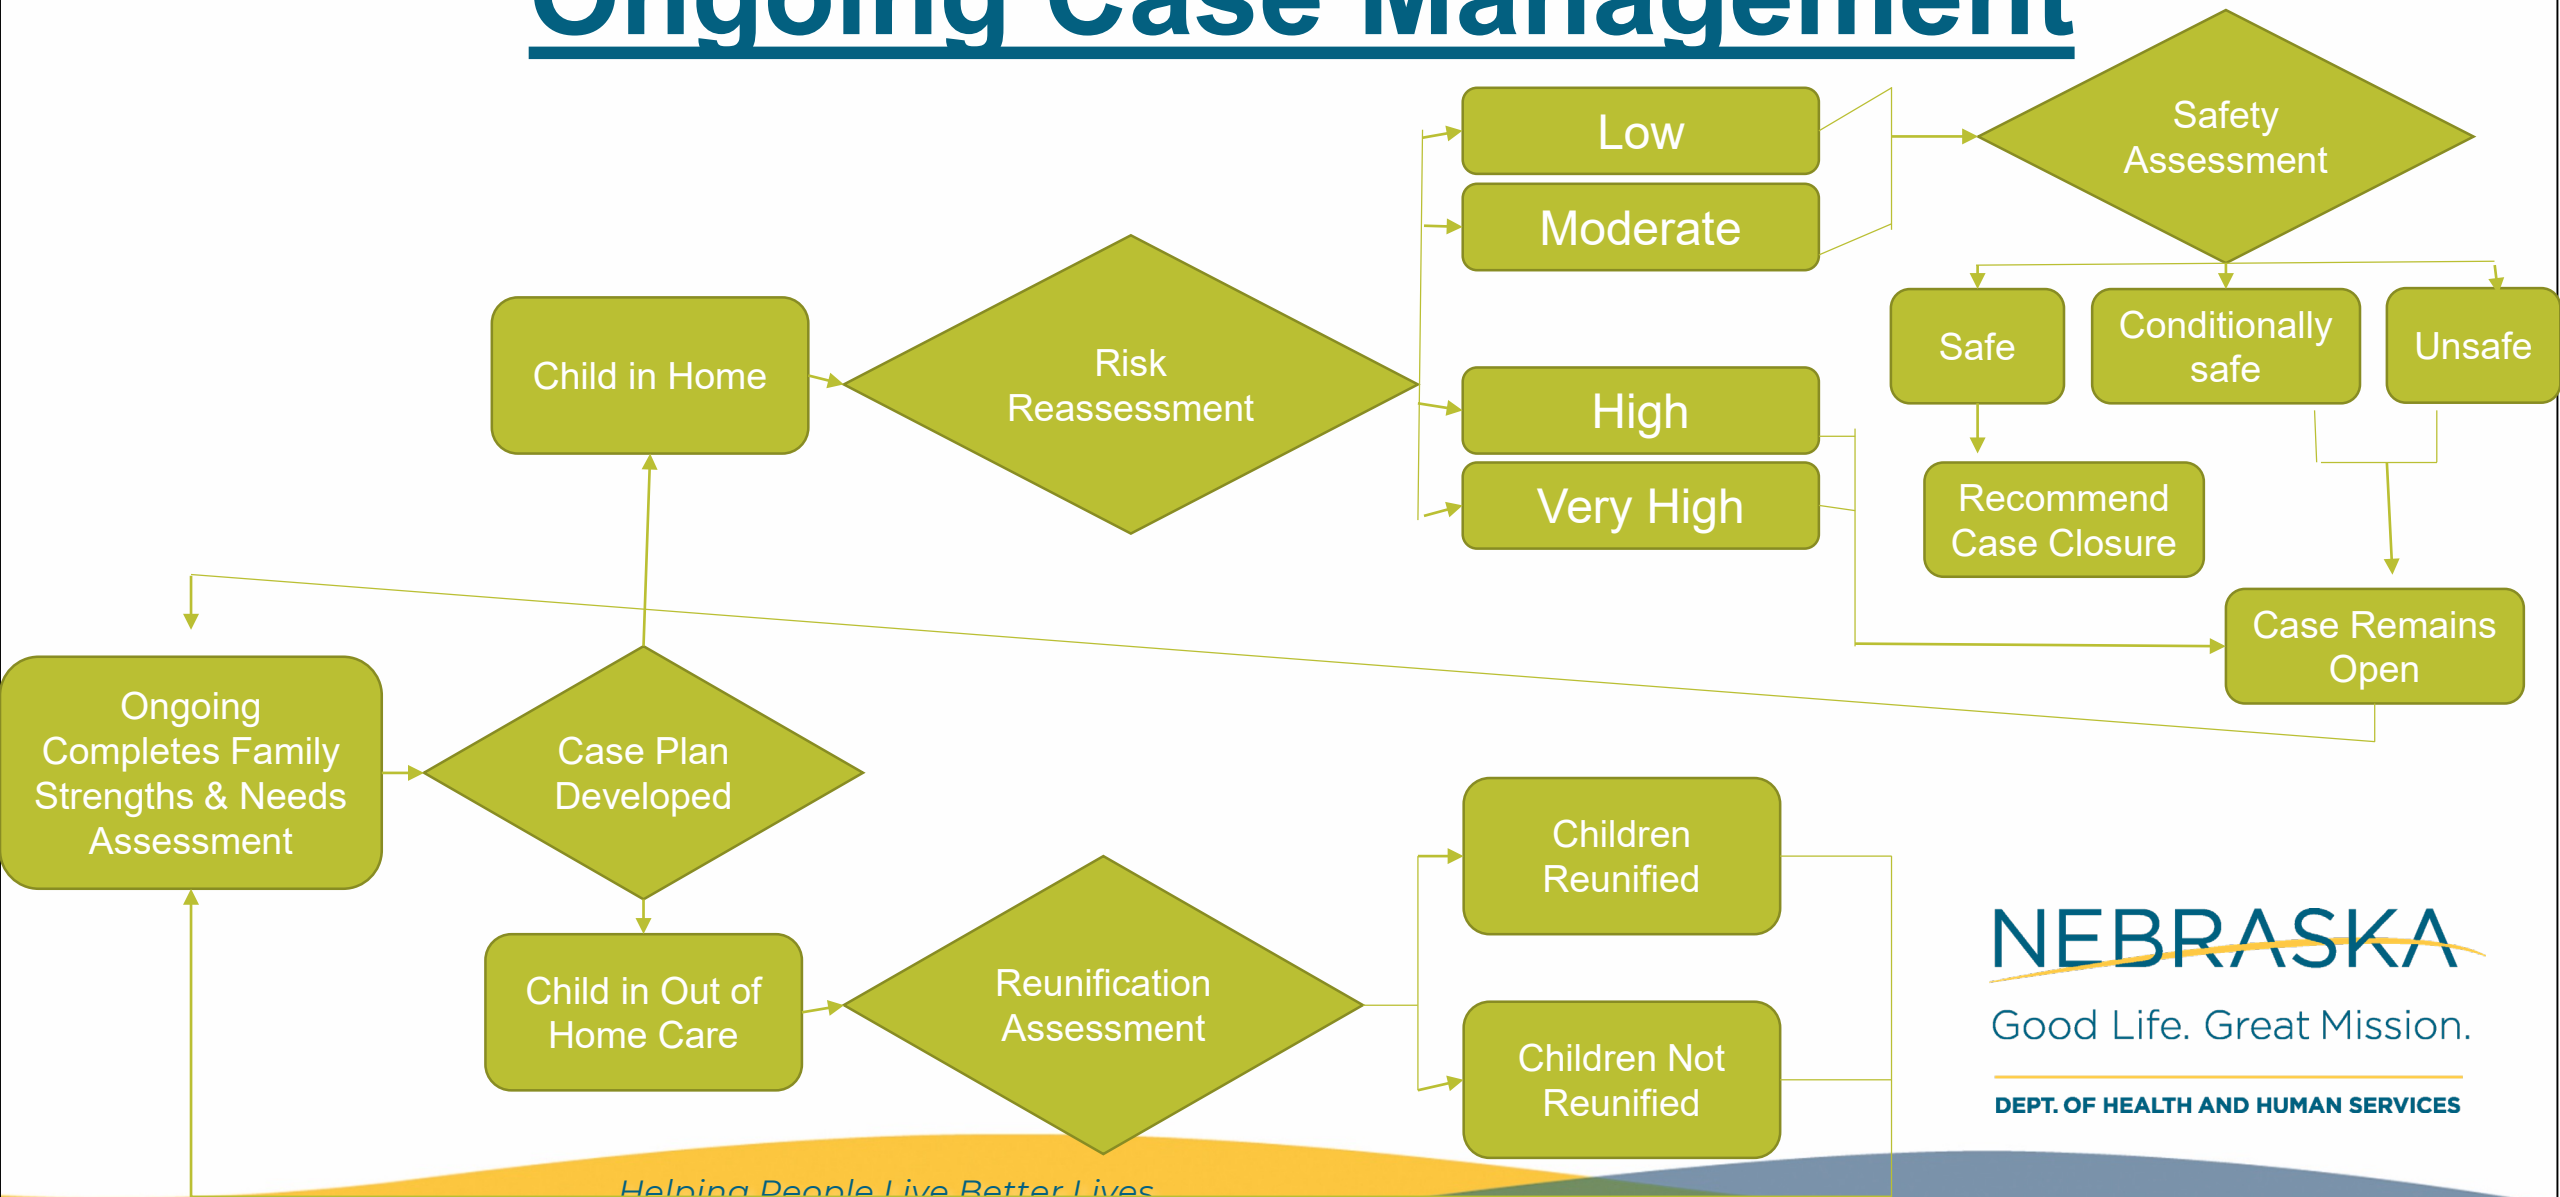 Ongoing Case Management
Low
Moderate
High
Very High
Safety
Assessment
Safe
Conditionally
safe
Unsafe
Recommend
Case Closure
Case Remains
Open
Child in Home
Risk
Reassessment
Ongoing
Completes Family
Strengths & Needs
Assessment
Case Plan
Developed
Child in Out of
Home Care
Reunification
Assessment
Children
Reunified
Children Not
Reunified
NEBRASKA
Good Life. Great Mission.
DEPT. OF HEALTH AND HUMAN SERVICES
Helping People Live Better Lives